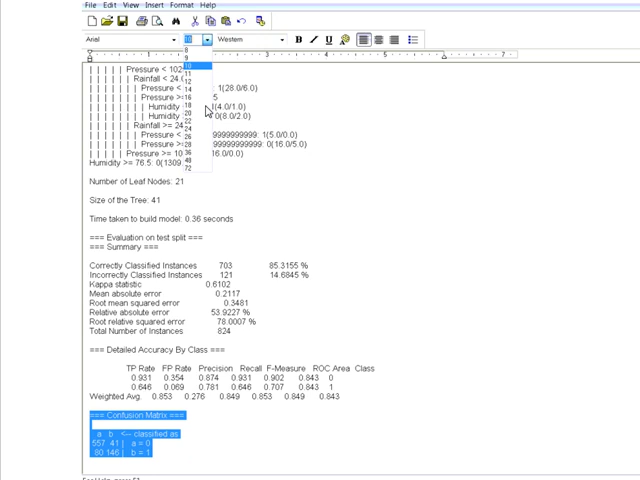 File Edit View Insert Format Help
Arial 10 Western
8
9
10
11
12
14
16
18
20
22
24
26
28
36
48
72
1 2 3 4 5 6 7
| | | | | Pressure < 102
| | | | | | Rainfall < 24.
| | | | | | | Pressure < 1(28.0/6.0)
| | | | | | | Pressure >= 5
| | | | | | | | Humidity 1(4.0/1.0)
| | | | | | | | Humidity 0(8.0/2.0)
| | | | | | Rainfall >= 24
| | | | | | | Pressure < 9999999999: 1(5.0/0.0)
| | | | | | | Pressure >= 9999999999: 0(16.0/5.0)
| | | | | Pressure >= 10 16.0/0.0)
Humidity >= 76.5: 0(1309
Number of Leaf Nodes: 21
Size of the Tree: 41
Time taken to build model: 0.36 seconds
=== Evaluation on test split ===
=== Summary ===
Correctly Classified Instances 703 85.3155 %
Incorrectly Classified Instances 121 14.6845 %
Kappa statistic 0.6102
Mean absolute error 0.2117
Root mean squared error 0.3481
Relative absolute error 53.9227 %
Root relative squared error 78.0007 %
Total Number of Instances 824
=== Detailed Accuracy By Class ===
TP Rate FP Rate Precision Recall F-Measure ROC Area Class
0.931 0.354 0.874 0.931 0.902 0.843 0
0.646 0.069 0.781 0.646 0.707 0.843 1
Weighted Avg. 0.853 0.276 0.849 0.853 0.849 0.843
=== Confusion Matrix ===
a b <-- classified as
557 41 | a = 0
80 146 | b = 1